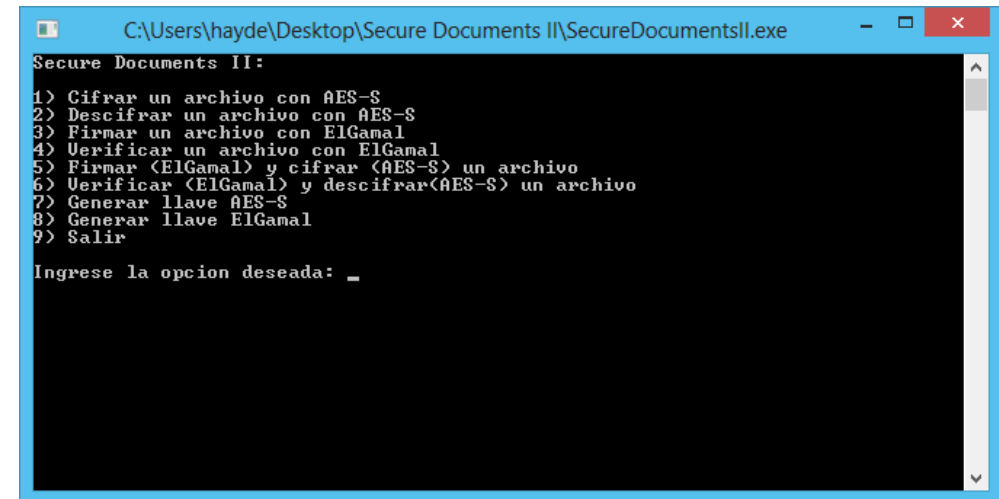 C:\Users\hayde\Desktop\Secure Documents II\SecureDocumentsII.exe
Secure Documents II:
1) Cifrar un archivo con AES-S
2) Descifrar un archivo con AES-S
3) Firmar un archivo con ElGamal
4) Verificar un archivo con ElGamal
5) Firmar (ElGamal) y cifrar (AES-S) un archivo
6) Verificar (ElGamal) y descifrar(AES-S) un archivo
7) Generar llave AES-S
8) Generar llave ElGamal
9) Salir
Ingrese la opcion deseada: _